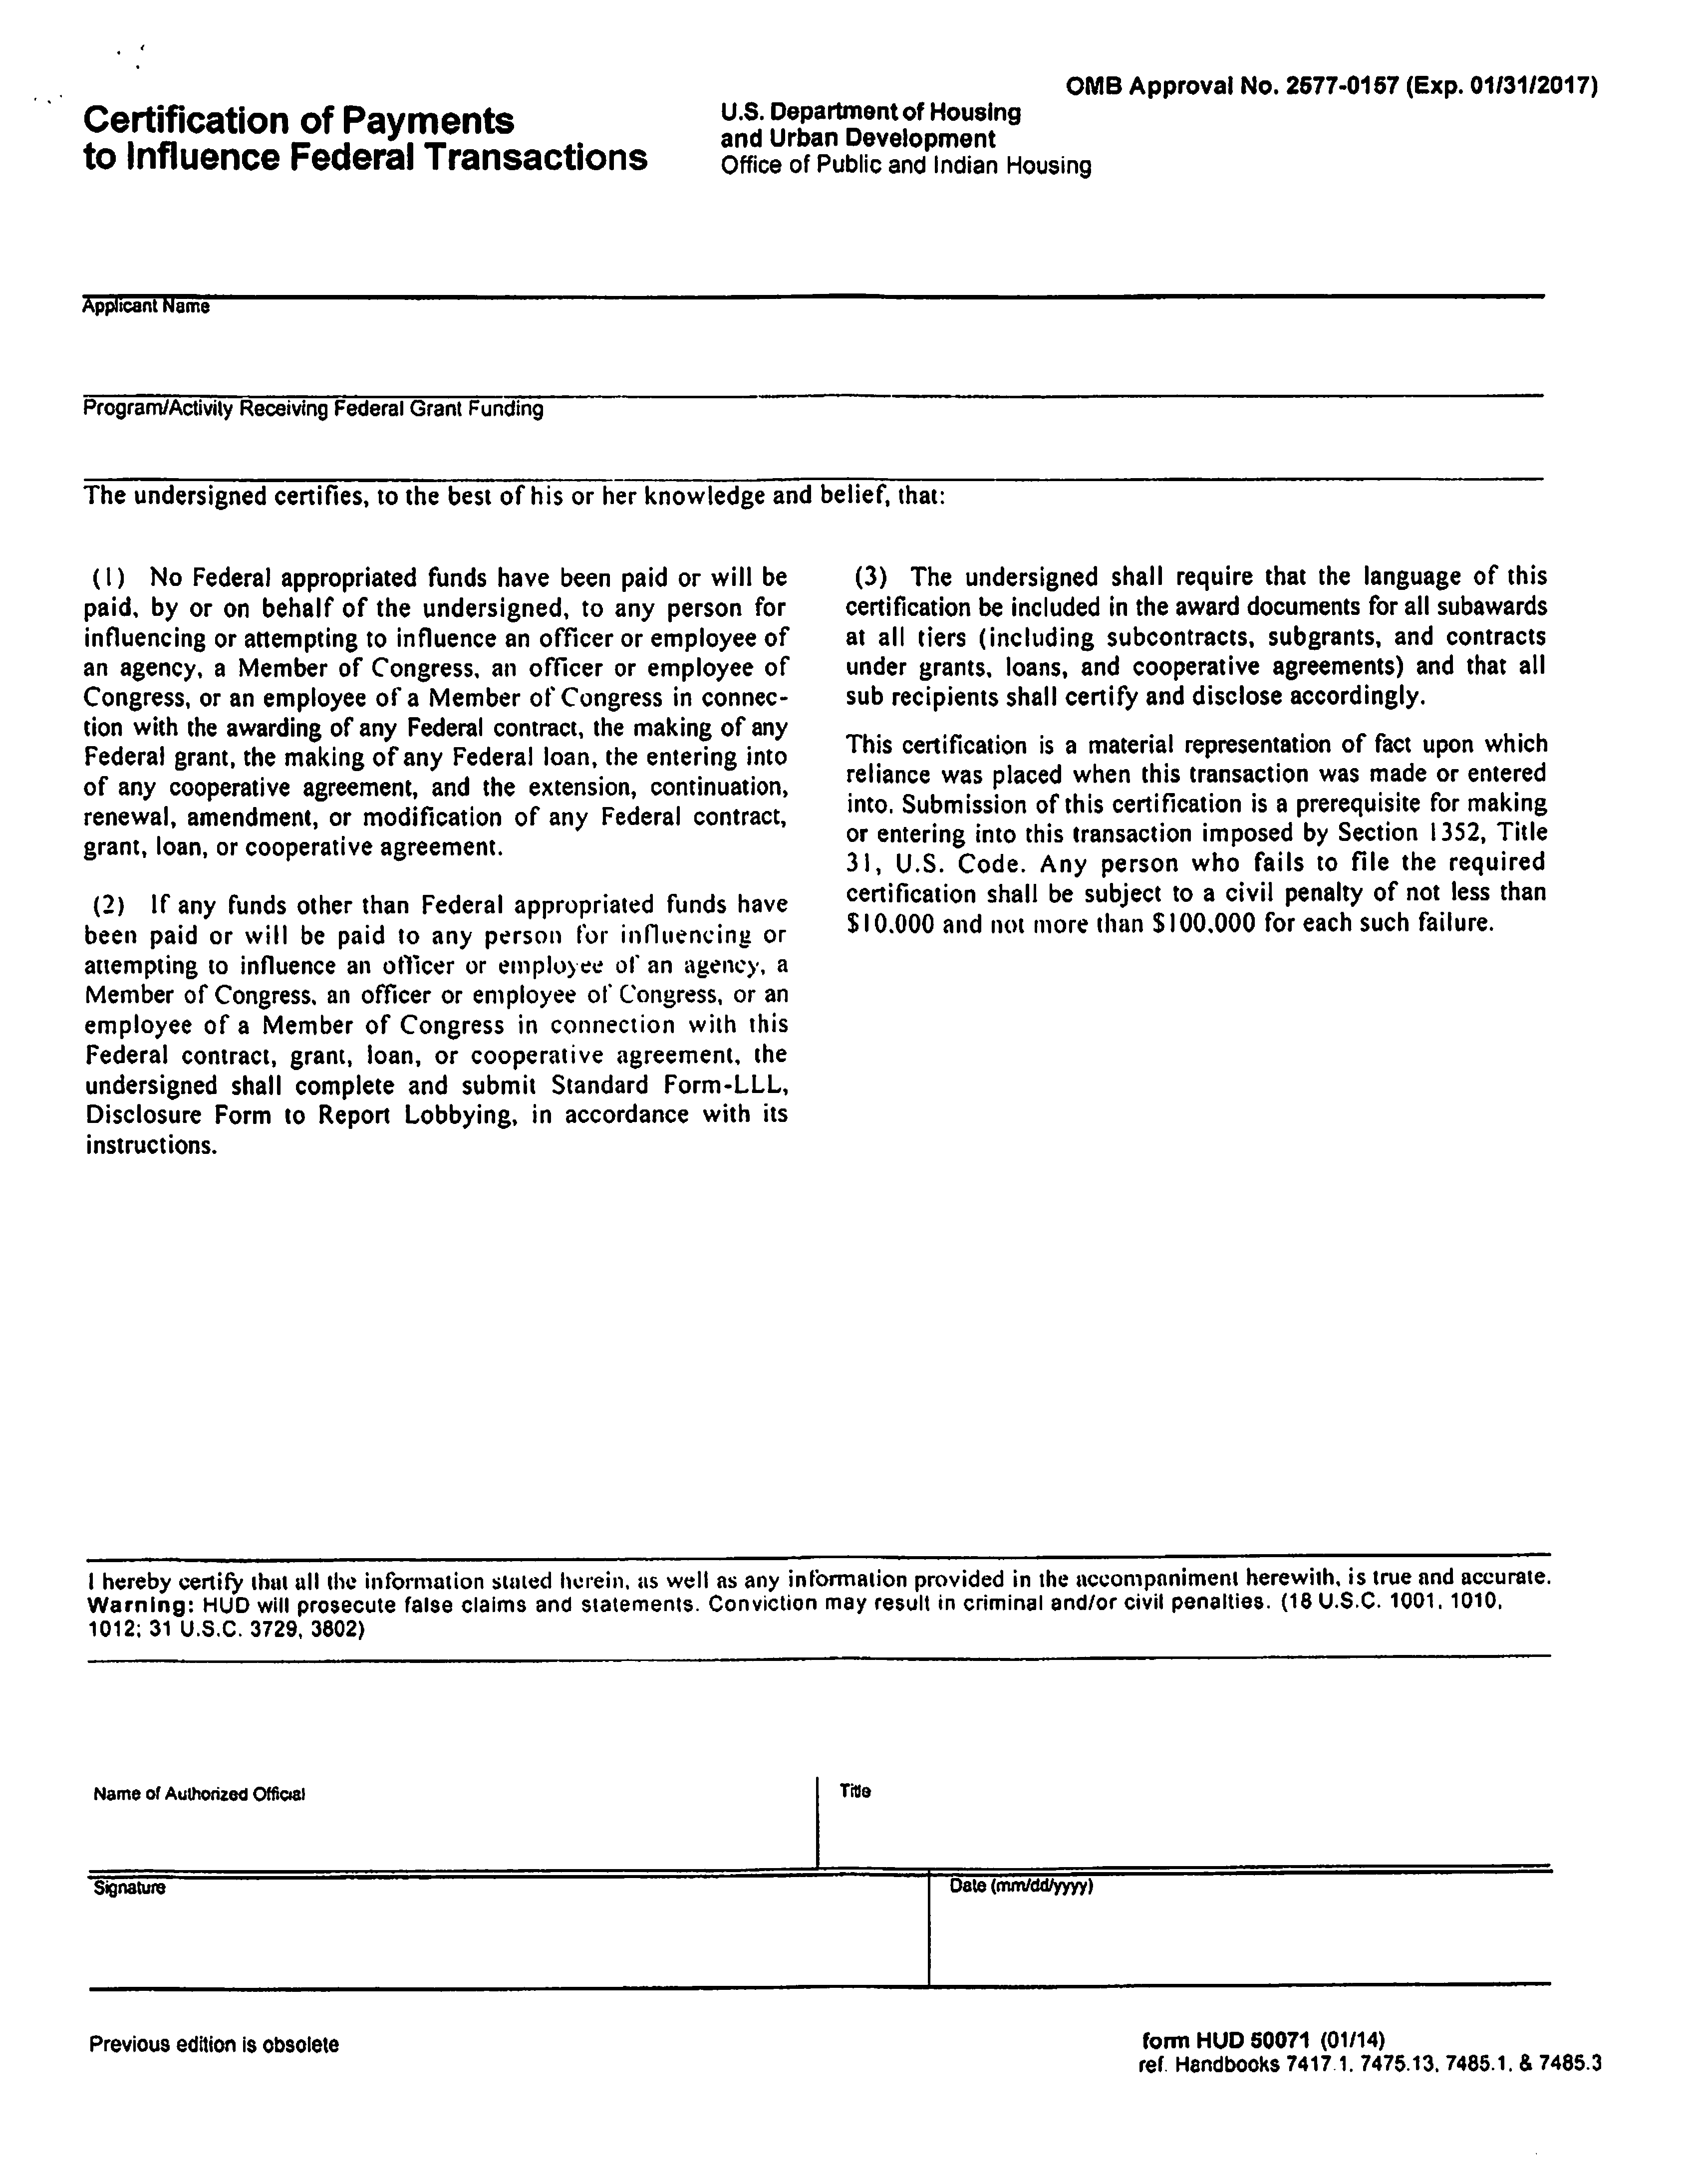 OMB Approval No. 2577-0157 (Exp. 01/31/2017)
Certification of Payments
to Influence Federal Transactions
U.S. Department of Housing
and Urban Development
Office of Public and Indian Housing
Applicant Name
Program/Activity Receiving Federal Grant Funding
The undersigned certifies, to the best of his or her knowledge and belief, that:
(1) No Federal appropriated funds have been paid or will be
paid, by or on behalf of the undersigned, to any person for
influencing or attempting to influence an officer or employee of
an agency, a Member of Congress, an officer or employee of
Congress, or an employee of a Member of Congress in connec-
tion with the awarding of any Federal contract, the making of any
Federal grant, the making of any Federal loan, the entering into
of any cooperative agreement, and the extension, continuation,
renewal, amendment, or modification of any Federal contract,
grant, loan, or cooperative agreement.
(2) If any funds other than Federal appropriated funds have
been paid or will be paid to any person for influencing or
attempting to influence an officer or employee of an agency, a
Member of Congress, an officer or employee of Congress, or an
employee of a Member of Congress in connection with this
Federal contract, grant, loan, or cooperative agreement, the
undersigned shall complete and submit Standard Form-LLL,
Disclosure Form to Report Lobbying, in accordance with its
instructions.
(3) The undersigned shall require that the language of this
certification be included in the award documents for all subawards
at all tiers (including subcontracts, subgrants, and contracts
under grants, loans, and cooperative agreements) and that all
sub recipients shall certify and disclose accordingly.
This certification is a material representation of fact upon which
reliance was placed when this transaction was made or entered
into. Submission of this certification is a prerequisite for making
or entering into this transaction imposed by Section 1352, Title
31, U.S. Code. Any person who fails to file the required
certification shall be subject to a civil penalty of not less than
$10,000 and not more than $100,000 for each such failure.
I hereby certify that all the information stated herein, as well as any information provided in the accompaniment herewith, is true and accurate.
Warning: HUD will prosecute false claims and statements. Conviction may result in criminal and/or civil penalties. (18 U.S.C. 1001, 1010,
1012; 31 U.S.C. 3729, 3802)
Name of Authorized Official
Title
Signature
Date (mm/dd/yyyy)
Previous edition is obsolete
form HUD 50071 (01/14)
ref. Handbooks 7417.1, 7475.13, 7485.1, & 7485.3